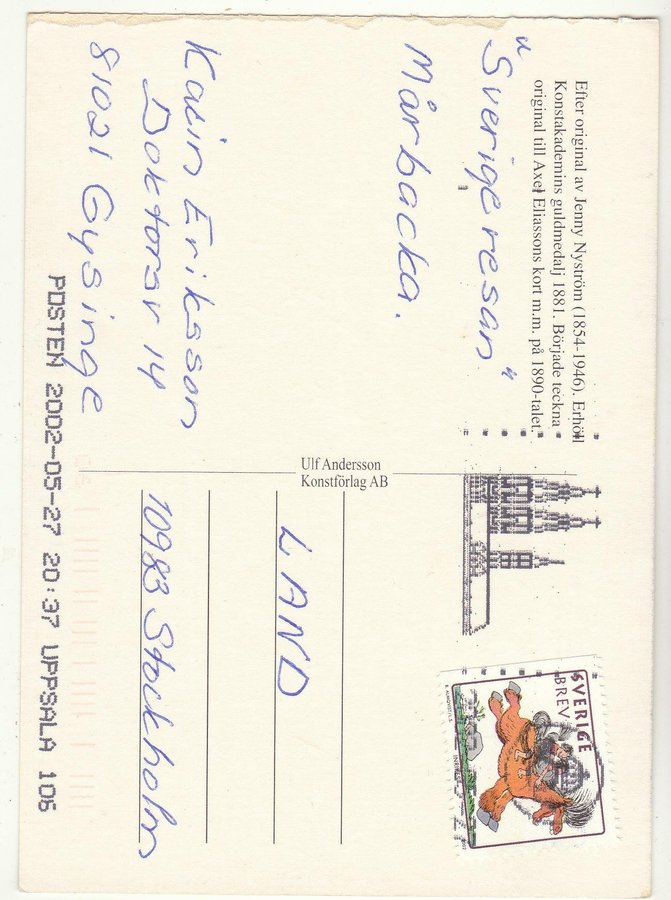 Efter original av Jenny Nyström (1854-1946). Erhöll
Konstakademins guldmedalj 1881. Började teckna
original till Axel Eliassons kort m.m. på 1890-talet.
"Sverigeresan"
Mårbacka.
Karin Eriksson
Doktorsv 14
81021 Gysinge
Ulf Andersson
Konstförlag AB
SVERIGE
BREV
LAND
10983 Stockholm
POSTEN 2002-05-27 20:37 UPPSALA 106